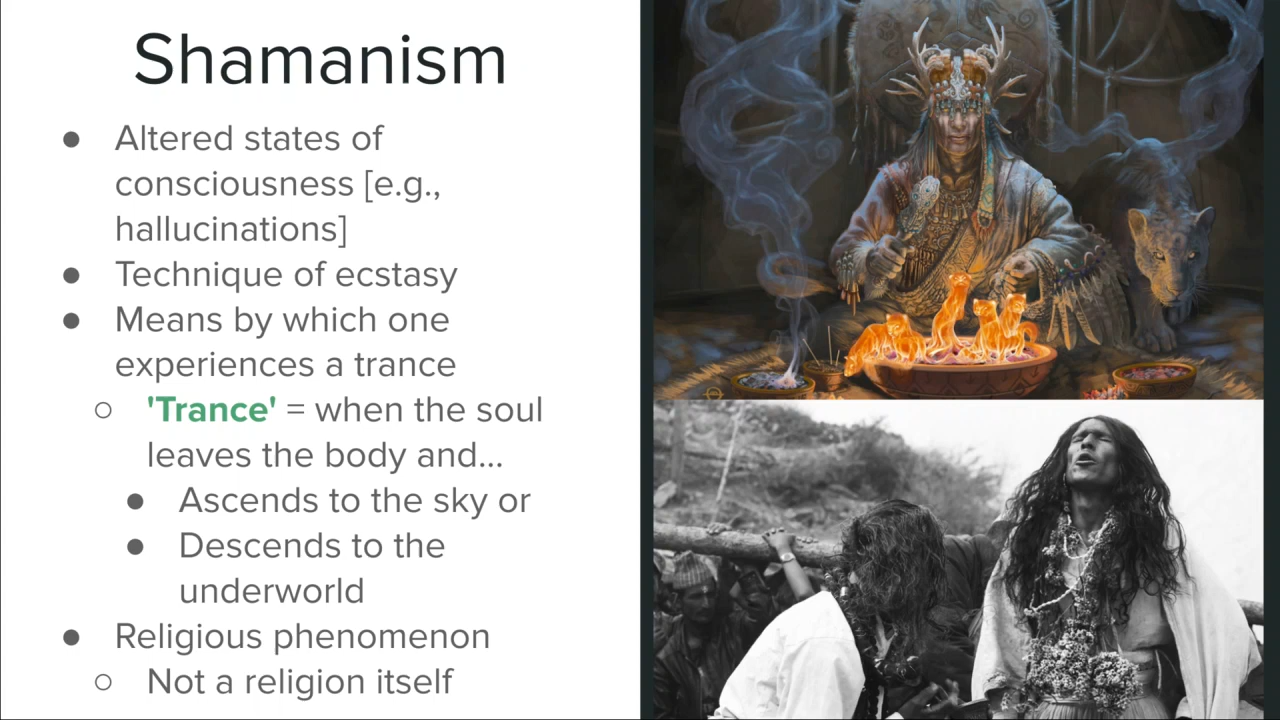 Shamanism
● Altered states of
consciousness [e.g.,
hallucinations]
● Technique of ecstasy
● Means by which one
experiences a trance
○ 'Trance' = when the soul
leaves the body and...
● Ascends to the sky or
● Descends to the
underworld
● Religious phenomenon
○ Not a religion itself